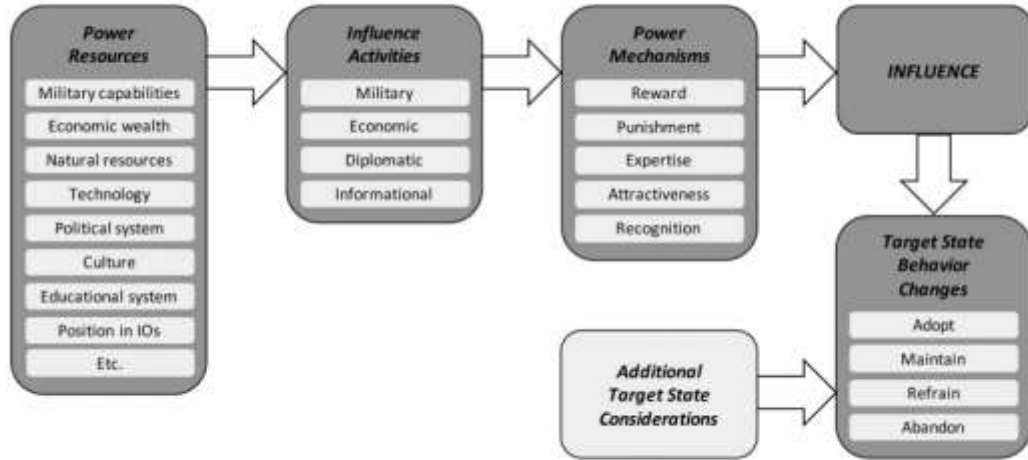 Power
Resources
Military capabilities
Economic wealth
Natural resources
Technology
Political system
Culture
Educational system
Position in IOs
Etc.
Influence
Activities
Military
Economic
Diplomatic
Informational
Power
Mechanisms
Reward
Punishment
Expertise
Attractiveness
Recognition
INFLUENCE
Target State
Behavior
Changes
Adopt
Maintain
Refrain
Abandon
Additional
Target State
Considerations